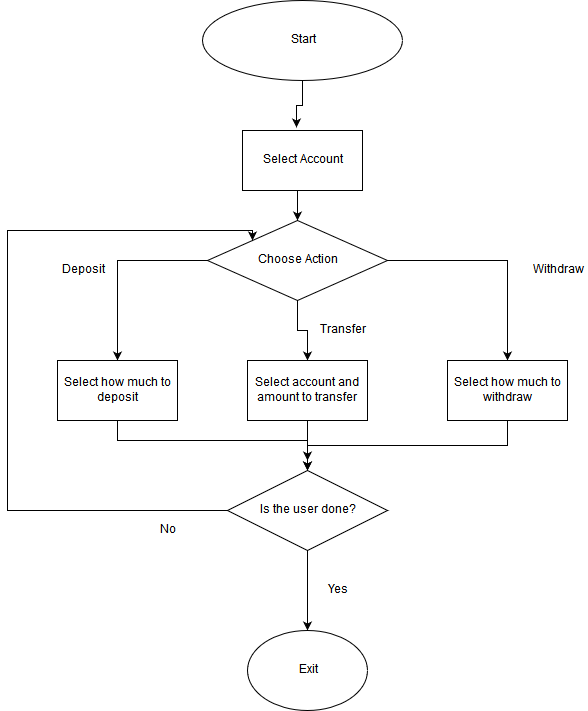 Start
Select Account
Choose Action
Deposit
Withdraw
Transfer
Select how much to
deposit
Select account and
amount to transfer
Select how much to
withdraw
Is the user done?
No
Yes
Exit